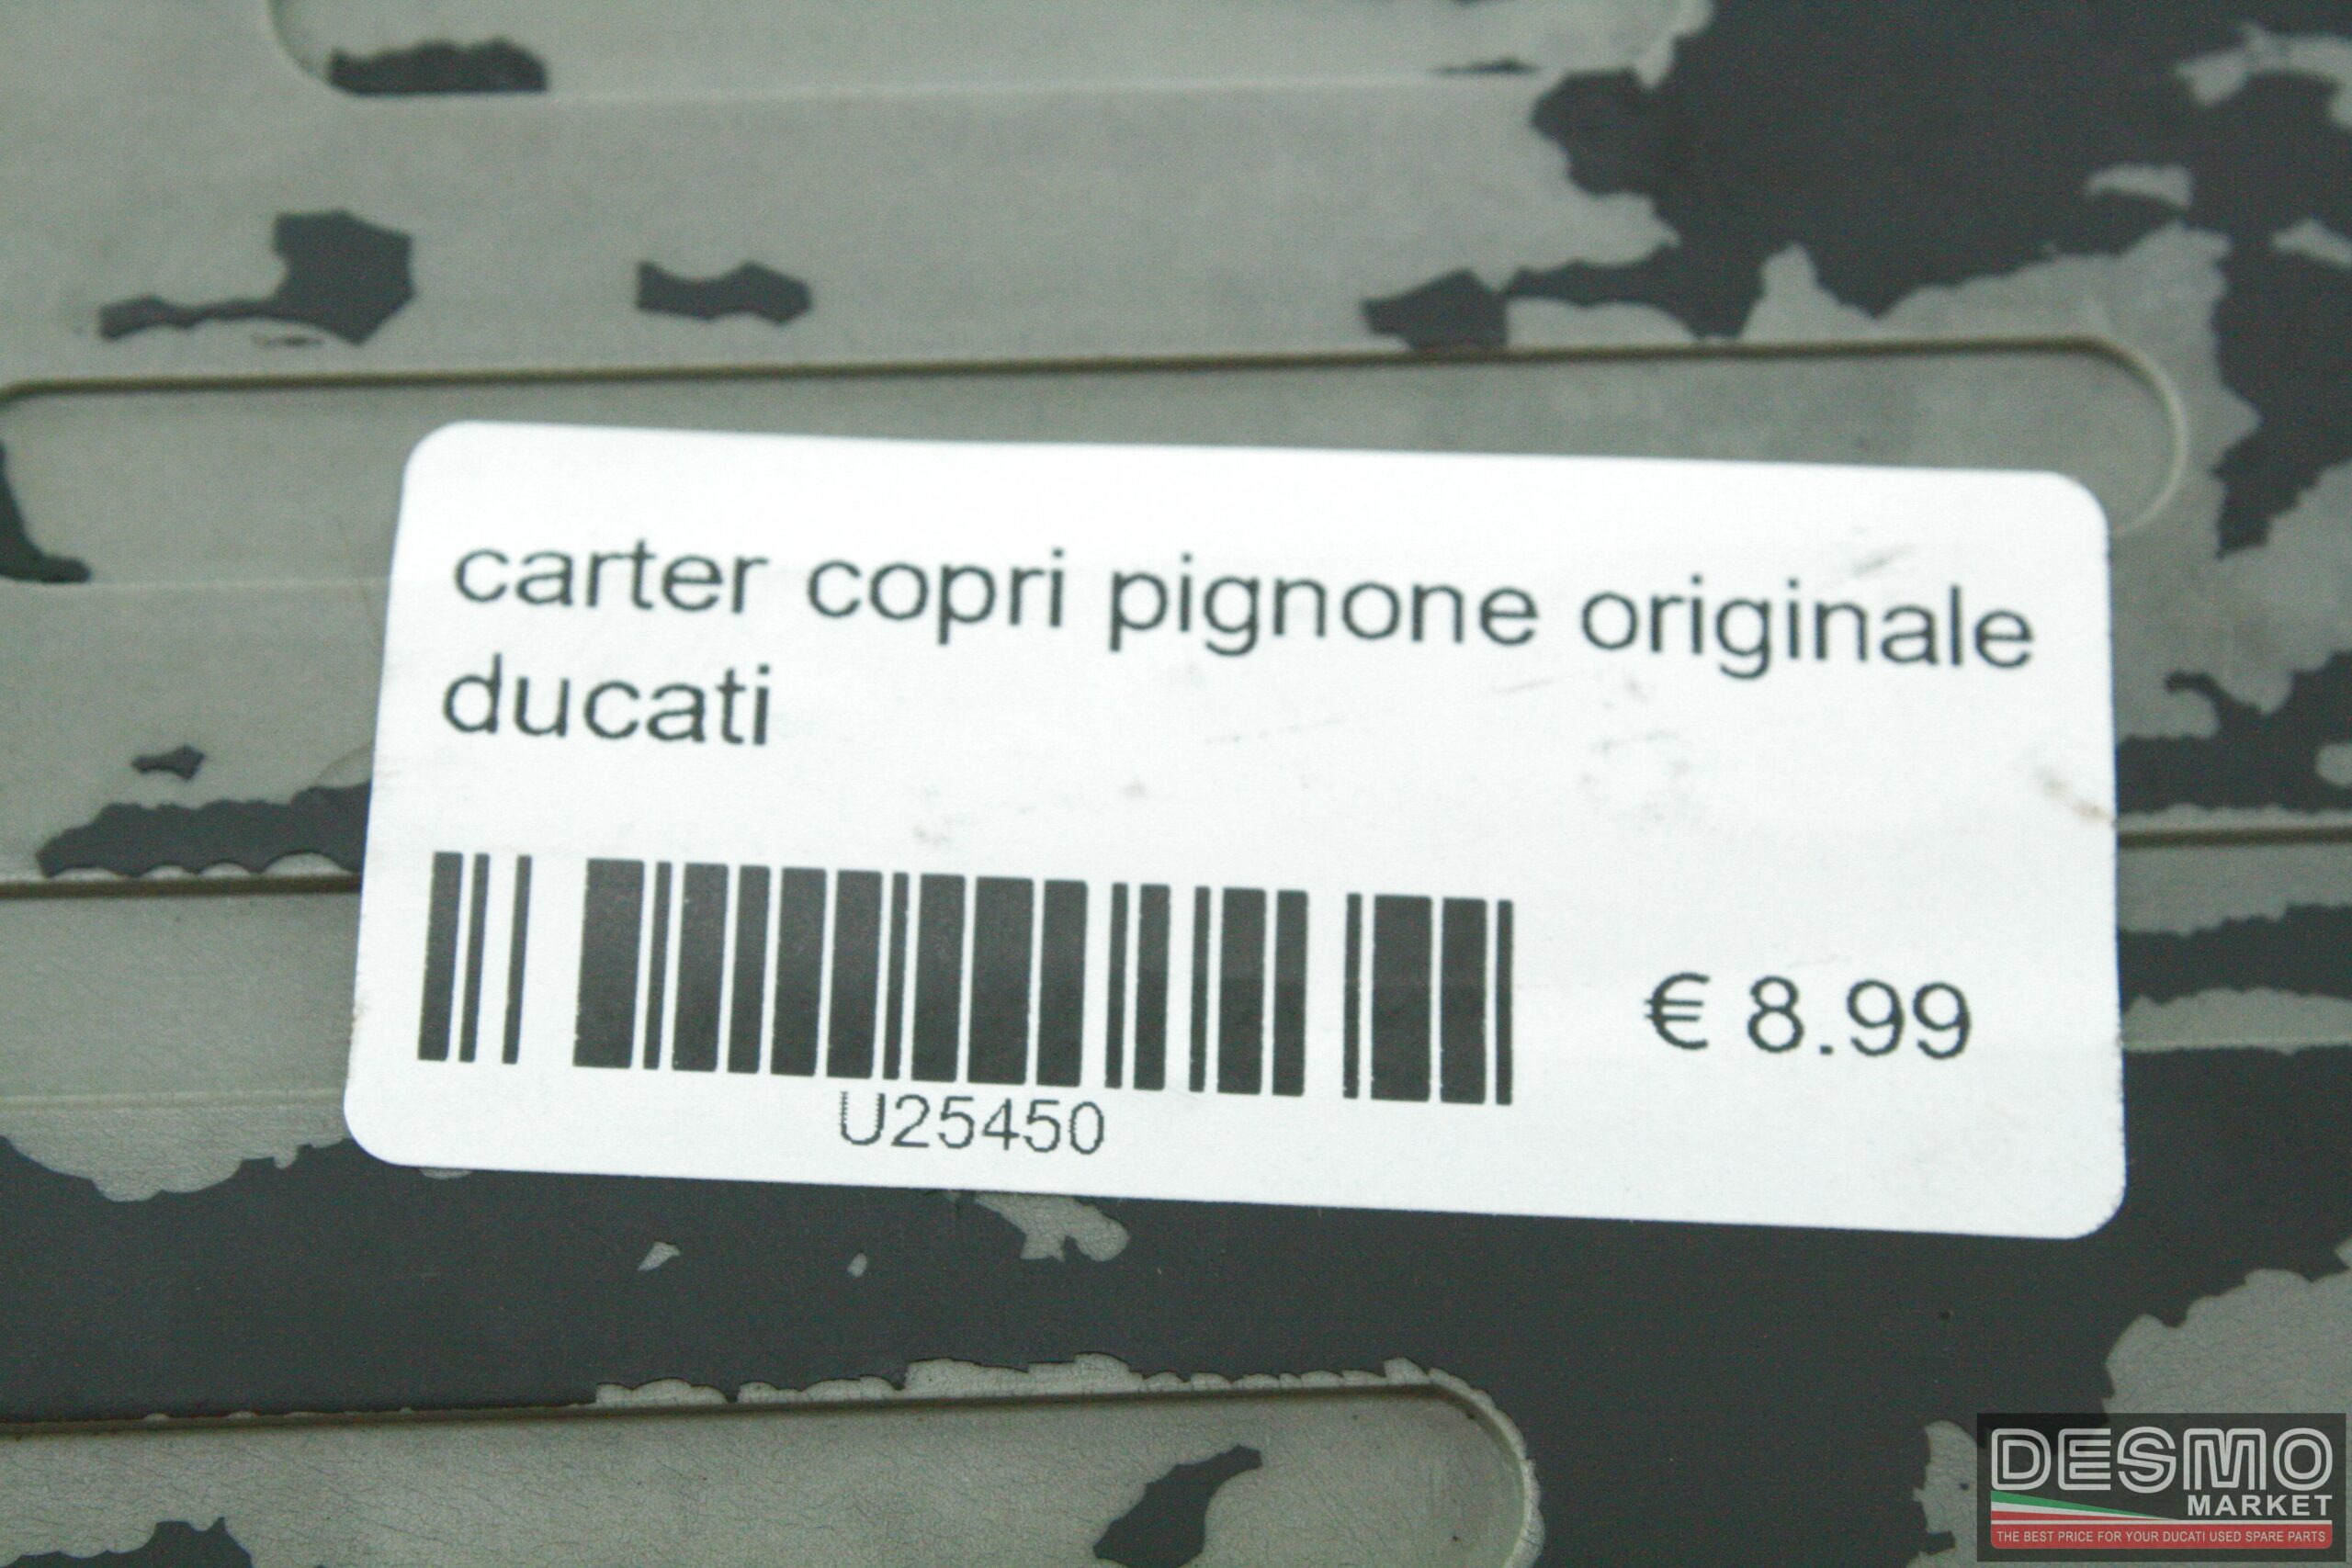 carter copri pignone originale
ducati
€ 8.99
U25450
DESMO
MARKET
THE BEST PRICE FOR YOUR DUCATI USED SPARE PARTS